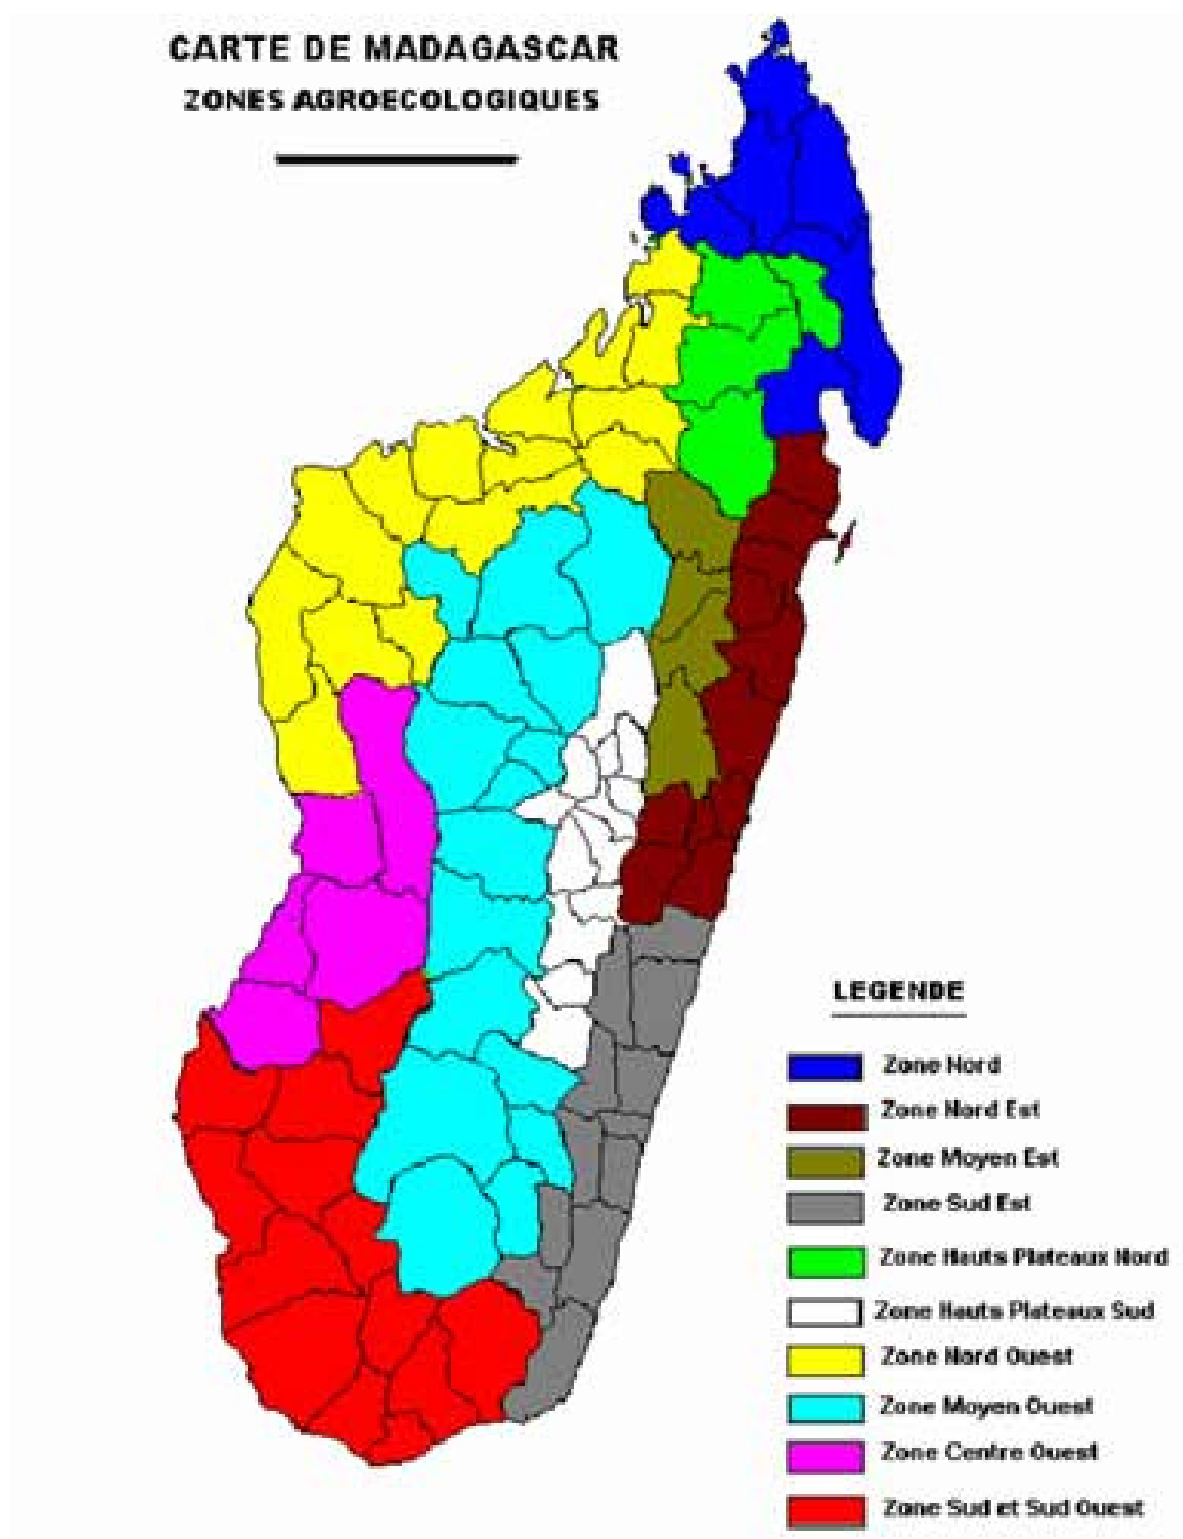 CARTE DE MADAGASCAR
ZONES AGROECOLOGIQUES
LEGENDE
Zone Nord
Zone Nord Est
Zone Moyen Est
Zone Sud Est
Zone Hauts Plateaux Nord
Zone Hauts Plateaux Sud
Zone Nord Ouest
Zone Moyen Ouest
Zone Centre Ouest
Zone Sud et Sud Ouest